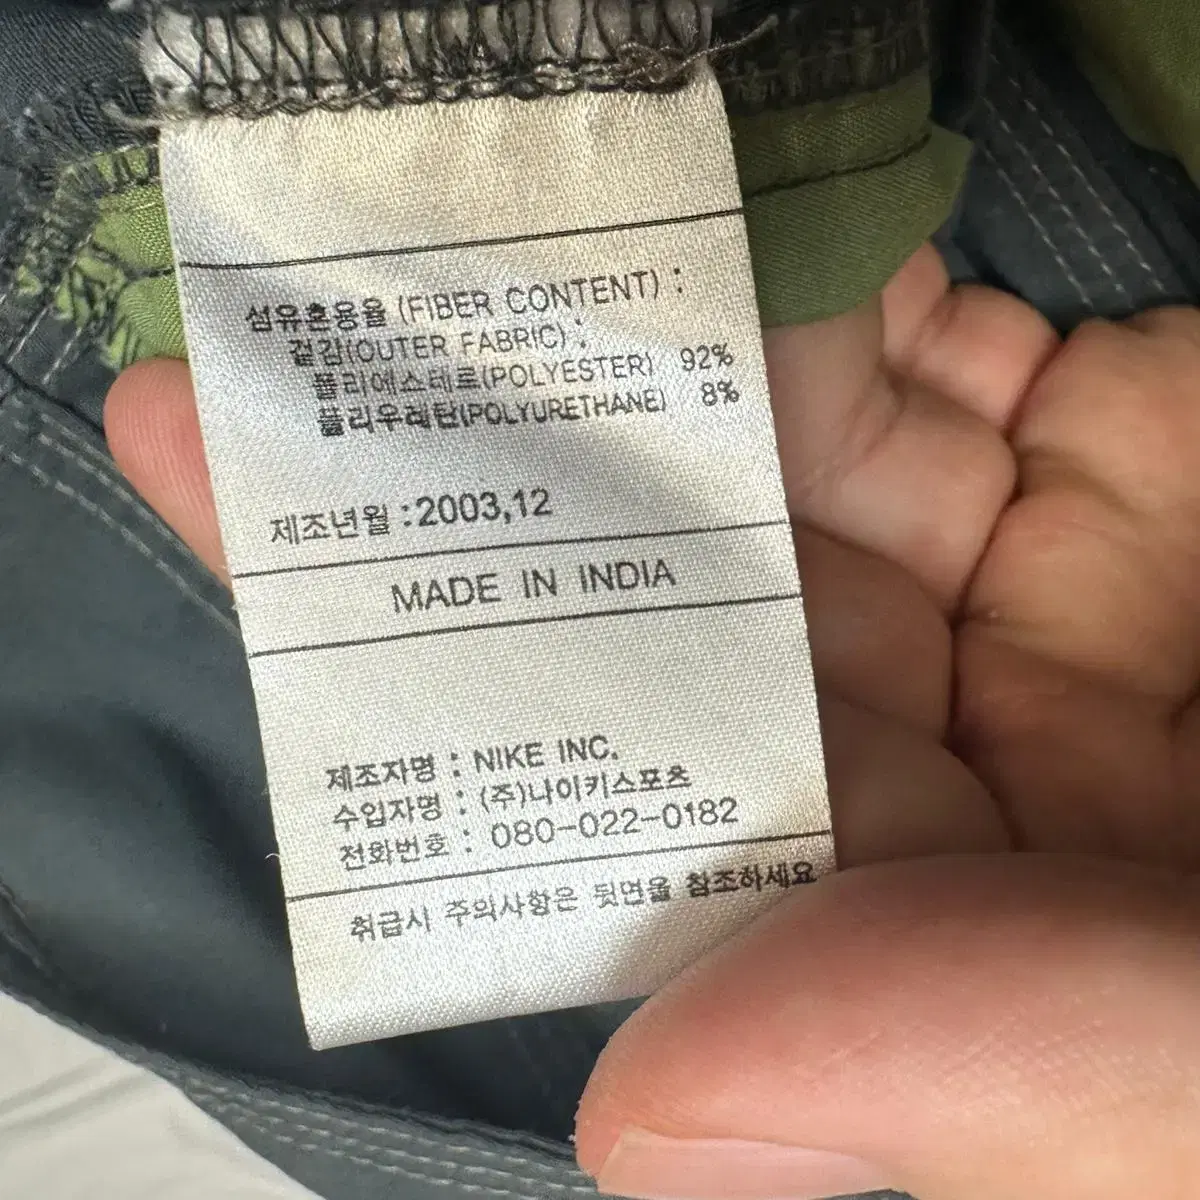 섬유혼용율 (FIBER CONTENT) :
겉감(OUTER FABRIC) :
폴리에스테르(POLYESTER) 92%
폴리우레탄(POLYURETHANE) 8%
제조년월 :2003,12
MADE IN INDIA
제조자명 : NIKE INC.
수입자명 : (주)나이키스포츠
전화번호 : 080-022-0182
취급시 주의사항은 뒷면을 참조하세요